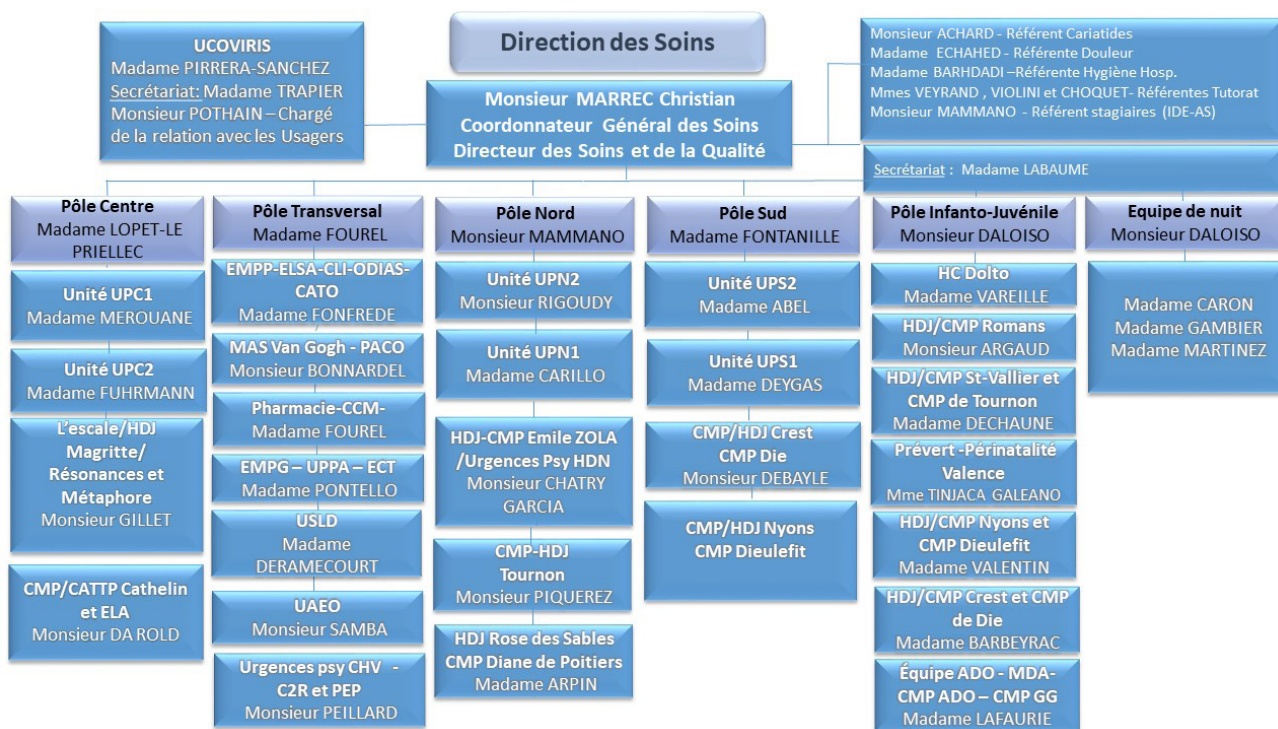 Direction des Soins
UCOVIRIS
Madame PIRRERA-SANCHEZ
Secrétariat: Madame TRAPIER
Monsieur POTHAIN – Chargé
de la relation avec les Usagers
Monsieur MARREC Christian
Coordonnateur Général des Soins
Directeur des Soins et de la Qualité
Monsieur ACHARD - Référent Cariatides
Madame ECHAHED - Référente Douleur
Madame BARHDADI –Référente Hygiène Hosp.
Mmes VEYRAND , VIOLINI et CHOQUET- Référentes Tutorat
Monsieur MAMMANO - Référent stagiaires (IDE-AS)
Secrétariat : Madame LABAUME
Pôle Centre
Madame LOPET-LE
PRIELLEC
Unité UPC1
Madame MEROUANE
Unité UPC2
Madame FUHRMANN
L'escale/HDJ
Magritte/
Résonances et
Métaphore
Monsieur GILLET
CMP/CATTP Cathelin
et ELA
Monsieur DA ROLD
Pôle Transversal
Madame FOUREL
EMPP-ELSA-CLI-ODIAS-
CATO
Madame FONFREDE
MAS Van Gogh - PACO
Monsieur BONNARDEL
Pharmacie-CCM-
Madame FOUREL
EMPG – UPPA – ECT
Madame PONTELLO
USLD
Madame
DERAMECOURT
UAEO
Monsieur SAMBA
Urgences psy CHV -
C2R et PEP
Monsieur PEILLARD
Pôle Nord
Monsieur MAMMANO
Unité UPN2
Monsieur RIGOUDY
Unité UPN1
Madame CARILLO
HDJ-CMP Emile ZOLA
/Urgences Psy HDN
Monsieur CHATRY
GARCIA
CMP-HDJ
Tournon
Monsieur PIQUEREZ
HDJ Rose des Sables
CMP Diane de Poitiers
Madame ARPIN
Pôle Sud
Madame FONTANILLE
Unité UPS2
Madame ABEL
Unité UPS1
Madame DEYGAS
CMP/HDJ Crest
CMP Die
Monsieur DEBAYLE
CMP/HDJ Nyons
CMP Dieulefit
Pôle Infanto-Juvénile
Monsieur DALOISO
HC Dolto
Madame VAREILLE
HDJ/CMP Romans
Monsieur ARGAUD
HDJ/CMP St-Vallier et
CMP de Tournon
Madame DECHAUNE
Prévert -Périnatalité
Valence
Mme TINJACA GALEANO
HDJ/CMP Nyons et
CMP Dieulefit
Madame VALENTIN
HDJ/CMP Crest et CMP
de Die
Madame BARBEYRAC
Équipe ADO - MDA-
CMP ADO – CMP GG
Madame LAFAURIE
Equipe de nuit
Monsieur DALOISO
Madame CARON
Madame GAMBIER
Madame MARTINEZ